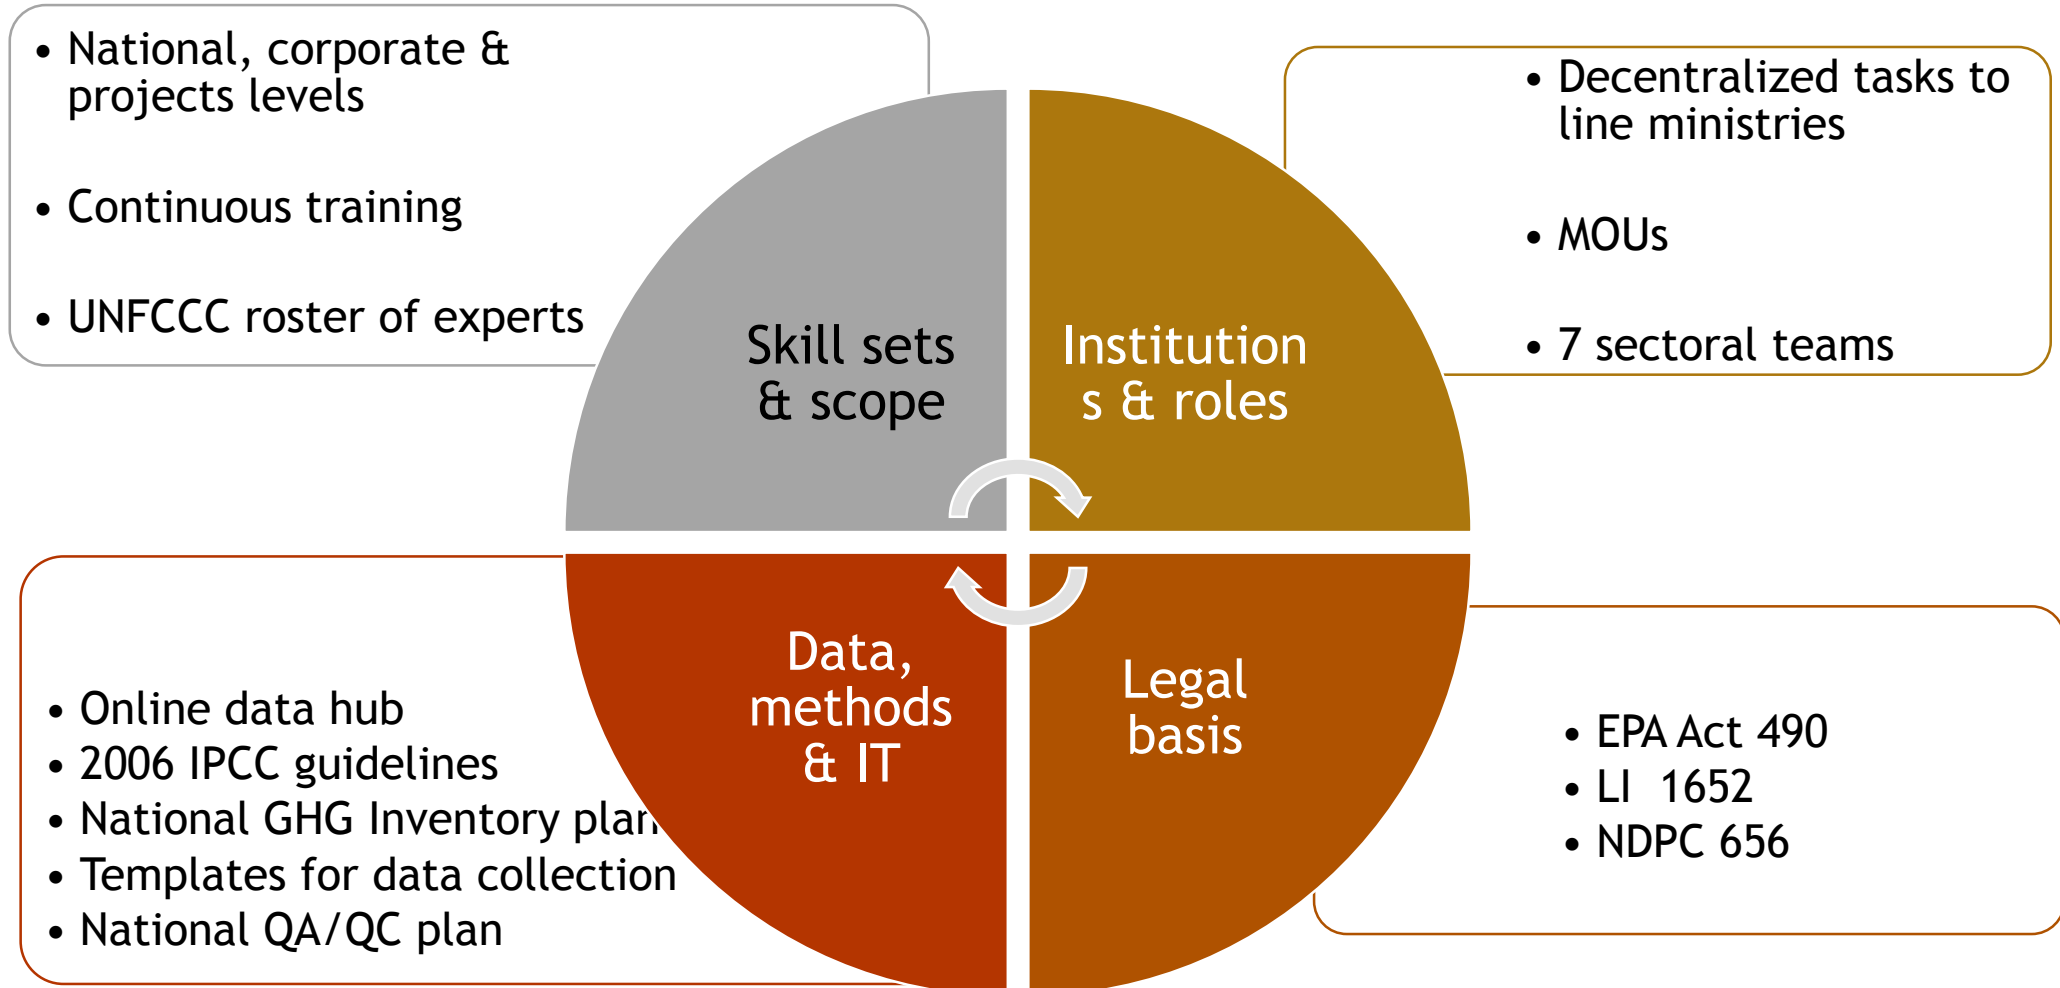 • National, corporate &
projects levels
• Continuous training
• UNFCCC roster of experts
• Decentralized tasks to
line ministries
• MOUs
• 7 sectoral teams
Skill sets
& scope
Institution
s & roles
Data,
methods
& IT
Legal
basis
• Online data hub
• 2006 IPCC guidelines
• National GHG Inventory plan
• Templates for data collection
• National QA/QC plan
• EPA Act 490
• LI  1652
• NDPC 656